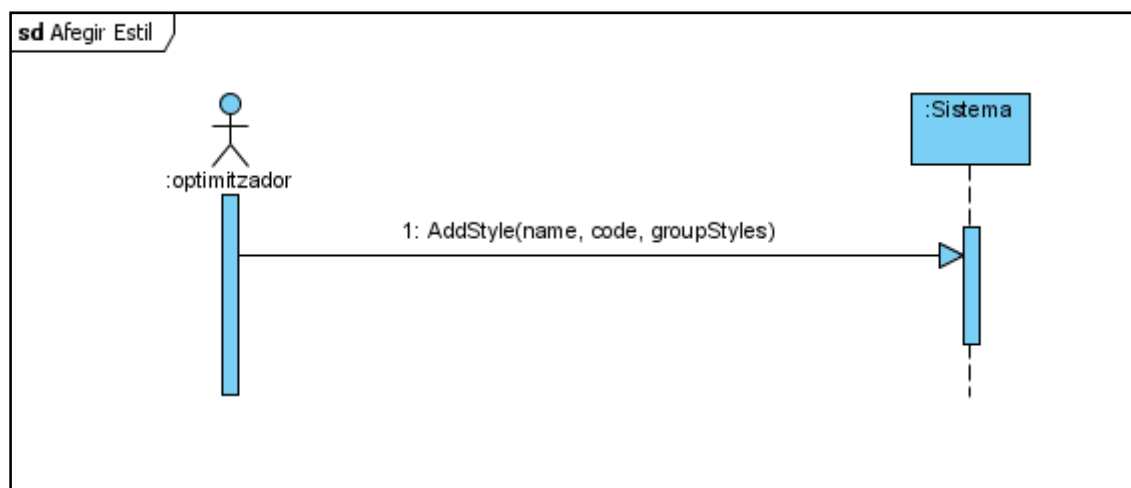 sd Afegir Estil
:Sistema
:optimitzador
1: AddStyle(name, code, groupStyles)